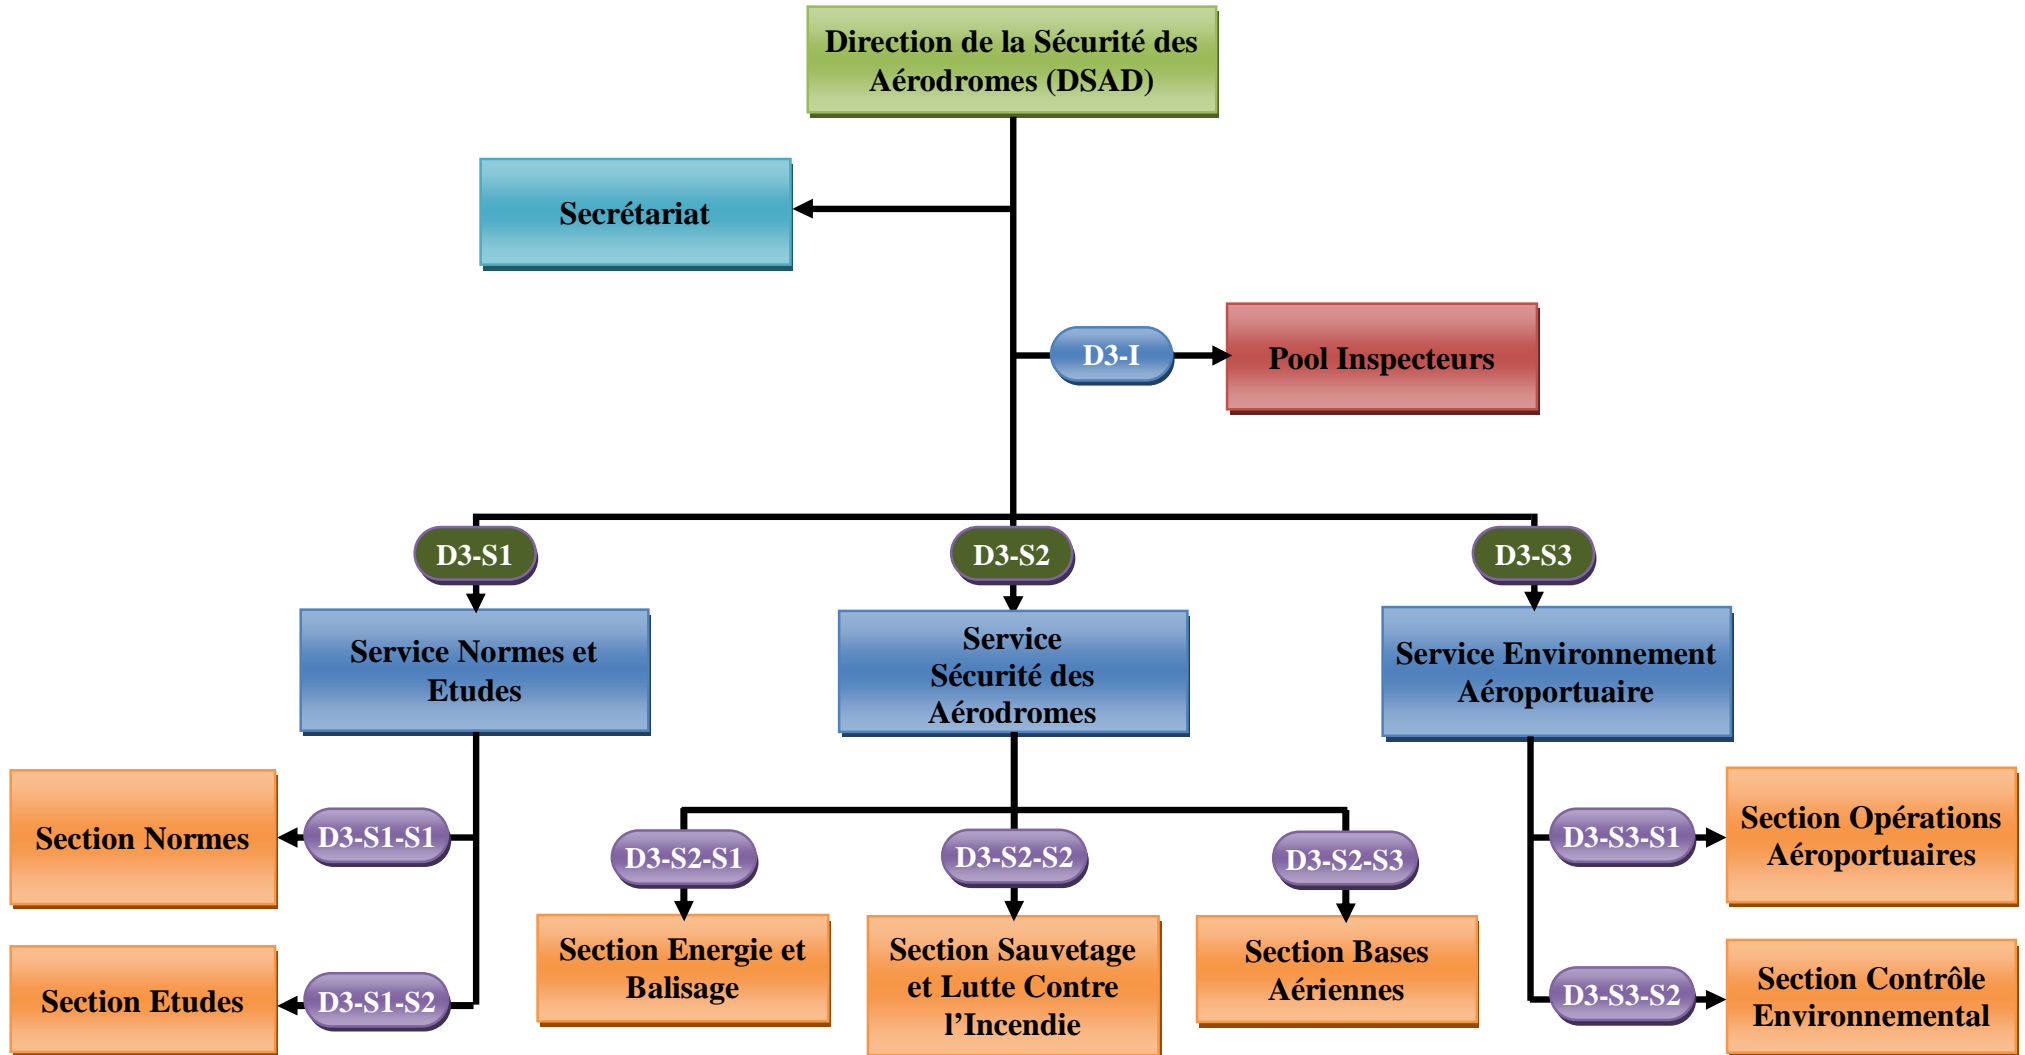 Direction de la Sécurité des
Aérodromes (DSAD)
Secrétariat
D3-I
Pool Inspecteurs
D3-S1
D3-S2
D3-S3
Service Normes et
Etudes
Service
Sécurité des
Aérodromes
Service Environnement
Aéroportuaire
Section Normes
D3-S1-S1
D3-S2-S1
D3-S2-S2
D3-S2-S3
D3-S3-S1
Section Opérations
Aéroportuaires
Section Etudes
D3-S1-S2
Section Energie et
Balisage
Section Sauvetage
et Lutte Contre
l’Incendie
Section Bases
Aériennes
D3-S3-S2
Section Contrôle
Environnemental